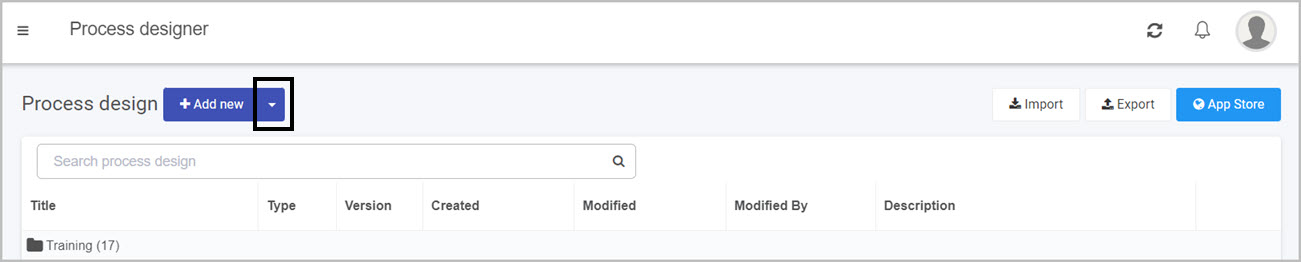 Process designer
Process design
Add new
Import
Export
App Store
Search process design
Title Type Version Created Modified Modified By Description
Training (17)